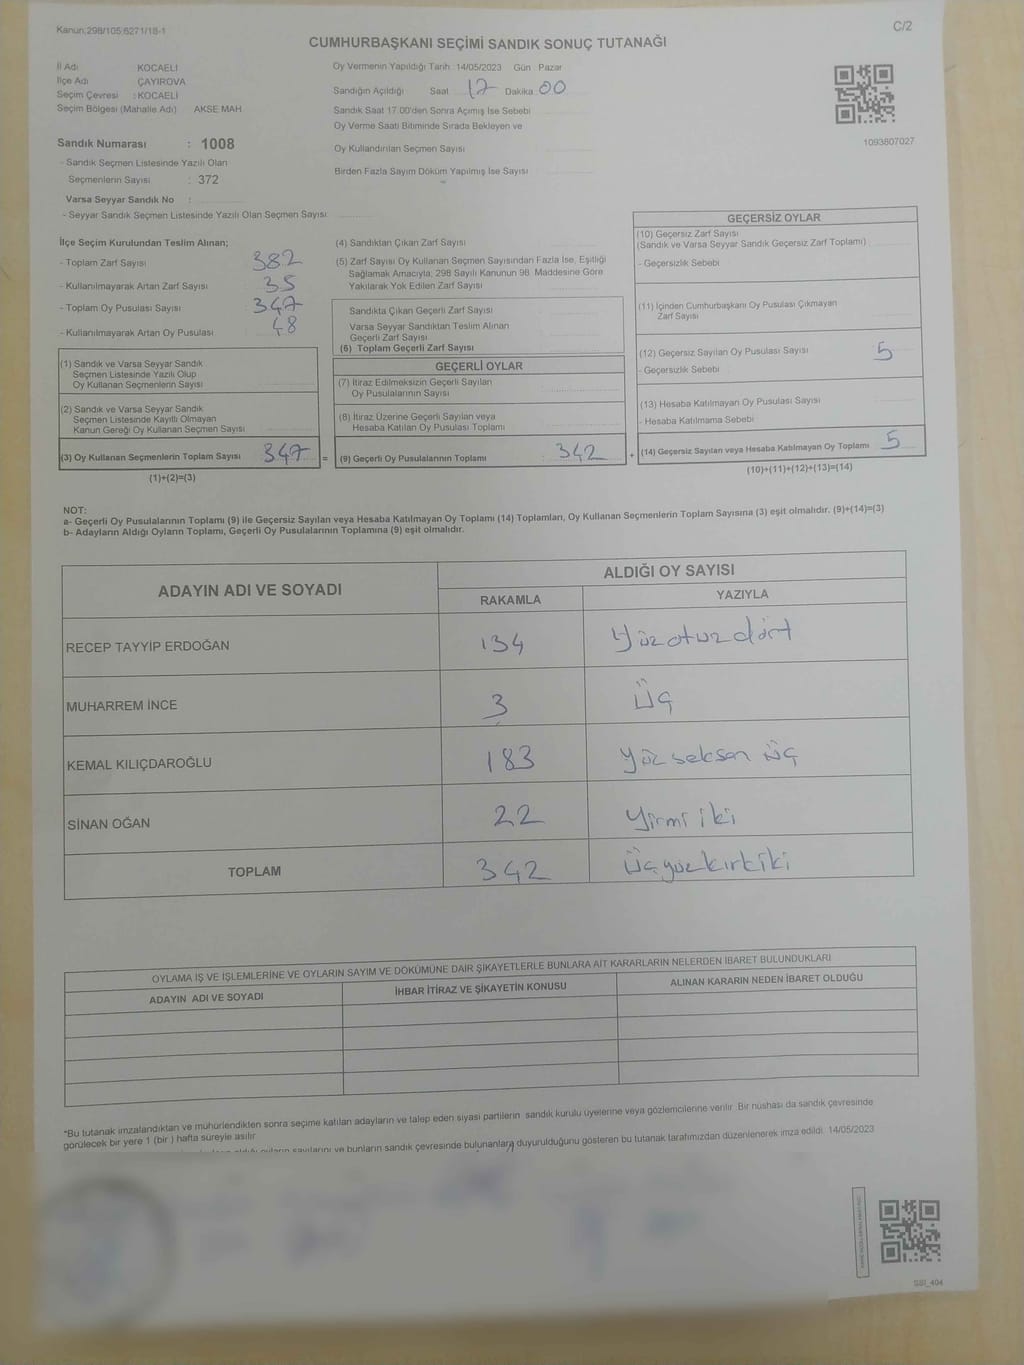 Kanun:298/105;6271/18-1
C/2
CUMHURBAŞKANI SEÇİMİ SANDIK SONUÇ TUTANAĞI
İl Adı KOCAELİ
İlçe Adı ÇAYIROVA
Seçim Çevresi : KOCAELİ
Seçim Bölgesi (Mahalle Adı) AKSE MAH
Sandık Numarası : 1008
- Sandık Seçmen Listesinde Yazılı Olan
Seçmenlerin Sayısı : 372
Varsa Seyyar Sandık No :
- Seyyar Sandık Seçmen Listesinde Yazılı Olan Seçmen Sayısı
Oy Vermenin Yapıldığı Tarih :14/05/2023 Gün : Pazar
Sandığın Açıldığı Saat 17 Dakika 00
Sandık Saat 17.00'den Sonra Açımış İse Sebebi
Oy Verme Saati Bitiminde Sırada Bekleyen ve
Oy Kullandırılan Seçmen Sayısı
Birden Fazla Sayım Döküm Yapılmış İse Sayısı
1093807027
İlçe Seçim Kurulundan Teslim Alınan;
- Toplam Zarf Sayısı 382
- Kullanılmayarak Artan Zarf Sayısı 35
- Toplam Oy Pusulası Sayısı 347
- Kullanılmayarak Artan Oy Pusulası 48
(1) Sandık ve Varsa Seyyar Sandık
Seçmen Listesinde Yazılı Olup
Oy Kullanan Seçmenlerin Sayısı
(2) Sandık ve Varsa Seyyar Sandık
Seçmen Listesinde Kayıtlı Olmayan
Kanun Gereği Oy Kullanan Seçmen Sayısı
(3) Oy Kullanan Seçmenlerin Toplam Sayısı 347 =
(1)+(2)=(3)
(4) Sandıktan Çıkan Zarf Sayısı
(5) Zarf Sayısı Oy Kullanan Seçmen Sayısından Fazla İse, Eşitliği
Sağlamak Amacıyla, 298 Sayılı Kanunun 98. Maddesine Göre
Yakılarak Yok Edilen Zarf Sayısı
Sandıkta Çıkan Geçerli Zarf Sayısı
Varsa Seyyar Sandıktan Teslim Alınan
Geçerli Zarf Sayısı
(6) Toplam Geçerli Zarf Sayısı
GEÇERLİ OYLAR
(7) İtiraz Edilmeksizin Geçerli Sayılan
Oy Pusulalarının Sayısı
(8) İtiraz Üzerine Geçerli Sayılan veya
Hesaba Katılan Oy Pusulası Toplamı
(9) Geçerli Oy Pusulalarının Toplamı : 342 +
GEÇERSİZ OYLAR
(10) Geçersiz Zarf Sayısı
(Sandık ve Varsa Seyyar Sandık Geçersiz Zarf Toplamı)
- Geçersizlik Sebebi
(11) İçinden Cumhurbaşkanı Oy Pusulası Çıkmayan
Zarf Sayısı
(12) Geçersiz Sayılan Oy Pusulası Sayısı 5
- Geçersizlik Sebebi
(13) Hesaba Katılmayan Oy Pusulası Sayısı
- Hesaba Katılmama Sebebi
(14) Geçersiz Sayılan veya Hesaba Katılmayan Oy Toplamı 5
(10)+(11)+(12)+(13)=(14)
NOT:
a- Geçerli Oy Pusulalarının Toplamı (9) ile Geçersiz Sayılan veya Hesaba Katılmayan Oy Toplamı (14) Toplamları, Oy Kullanan Seçmenlerin Toplam Sayısına (3) eşit olmalıdır. (9)+(14)=(3)
b- Adayların Aldığı Oyların Toplamı, Geçerli Oy Pusulalarının Toplamına (9) eşit olmalıdır.
ADAYIN ADI VE SOYADI
ALDIĞI OY SAYISI
RAKAMLA YAZIYLA
RECEP TAYYİP ERDOĞAN 134 Yüz otuz dört
MUHARREM İNCE 3 Üç
KEMAL KILIÇDAROĞLU 183 Yüz seksen üç
SİNAN OĞAN 22 Yirmi iki
TOPLAM 342 Üç yüz kırk iki
OYLAMA İŞ VE İŞLEMLERİNE VE OYLARIN SAYIM VE DÖKÜMÜNE DAİR ŞİKAYETLERLE BUNLARA AİT KARARLARIN NELERDEN İBARET BULUNDUKLARI
ADAYIN ADI VE SOYADI İHBAR İTİRAZ VE ŞİKAYETİN KONUSU ALINAN KARARIN NEDEN İBARET OLDUĞU
*Bu tutanak imzalandıktan ve mühürlendikten sonra seçime katılan adayların ve talep eden siyasi partilerin sandık kurulu üyelerine veya gözlemcilerine verilir. Bir nüshası da sandık çevresinde
görülecek bir yere 1 (bir ) hafta süreyle asılır.
oyların sayılarını ve bunların sandık çevresinde bulunanlara duyurulduğunu gösteren bu tutanak tarafımızdan düzenlenerek imza edildi. 14/05/2023
SBI_404